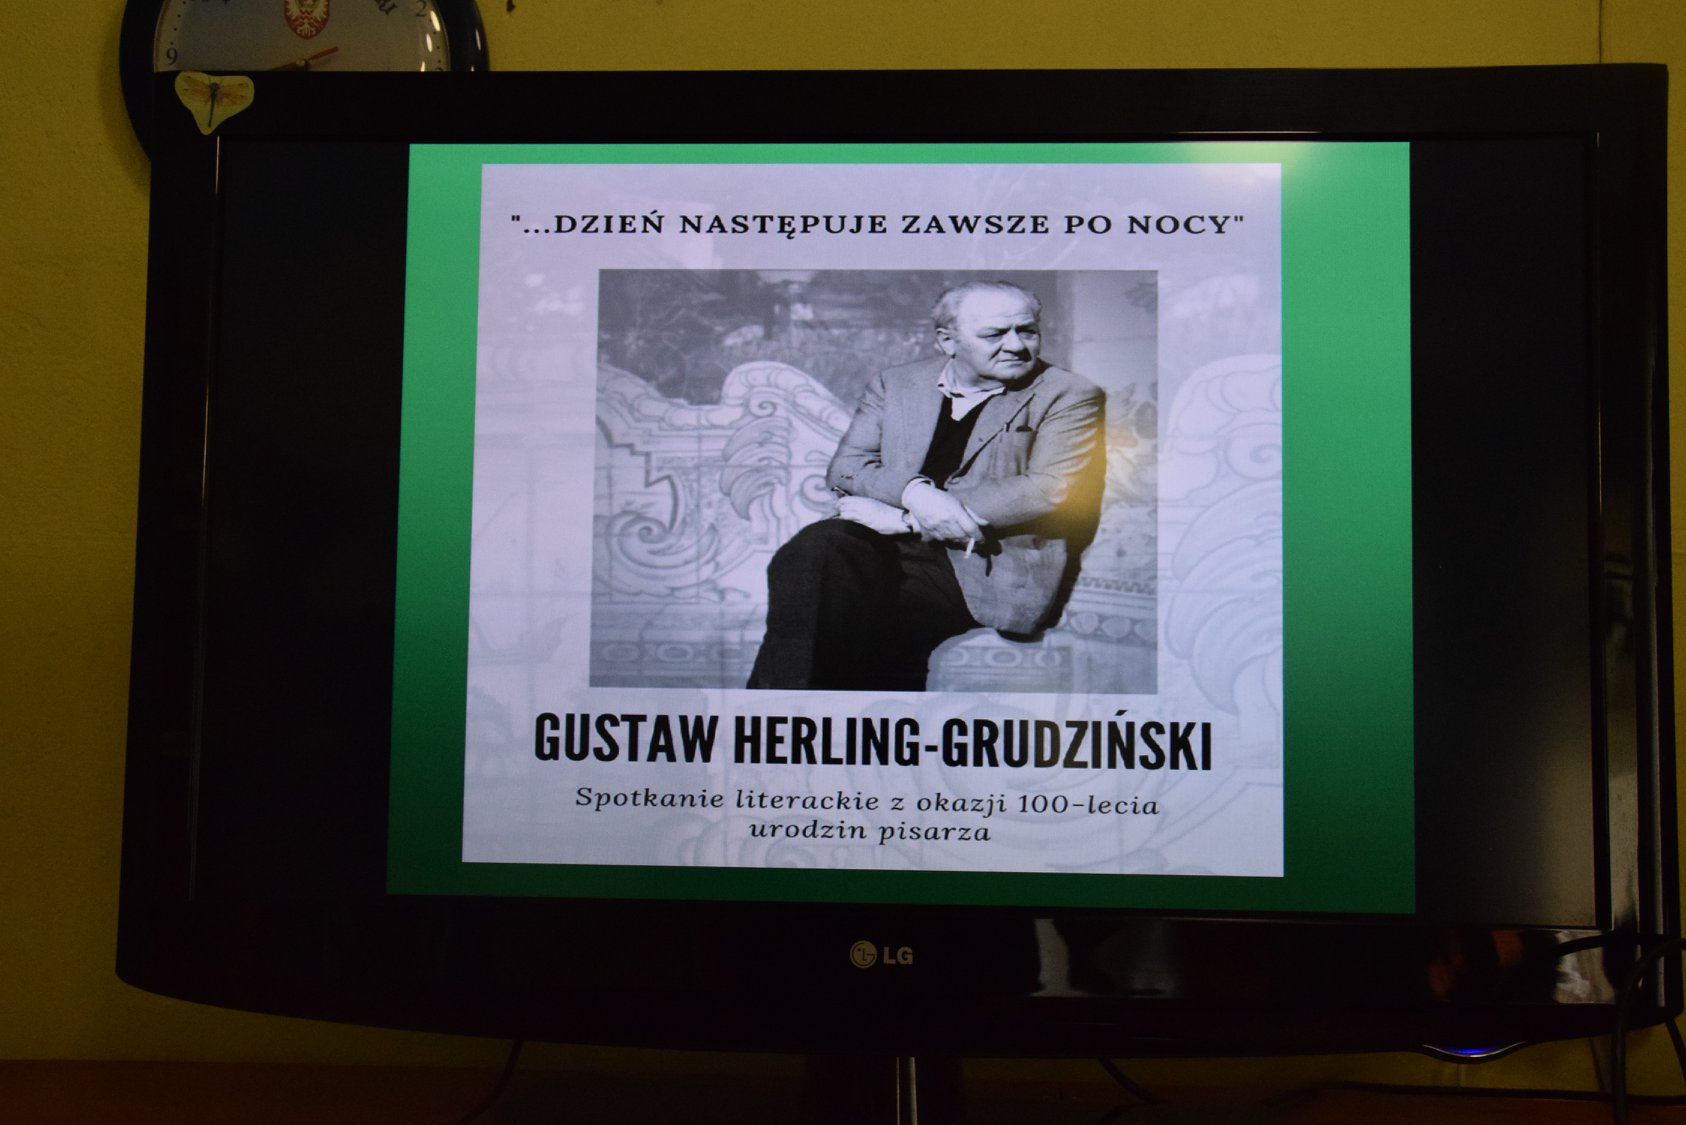 "...DZIEŃ NASTĘPUJE ZAWSZE PO NOCY"
GUSTAW HERLING-GRUDZIŃSKI
Spotkanie literackie z okazji 100-lecia
urodzin pisarza
LG